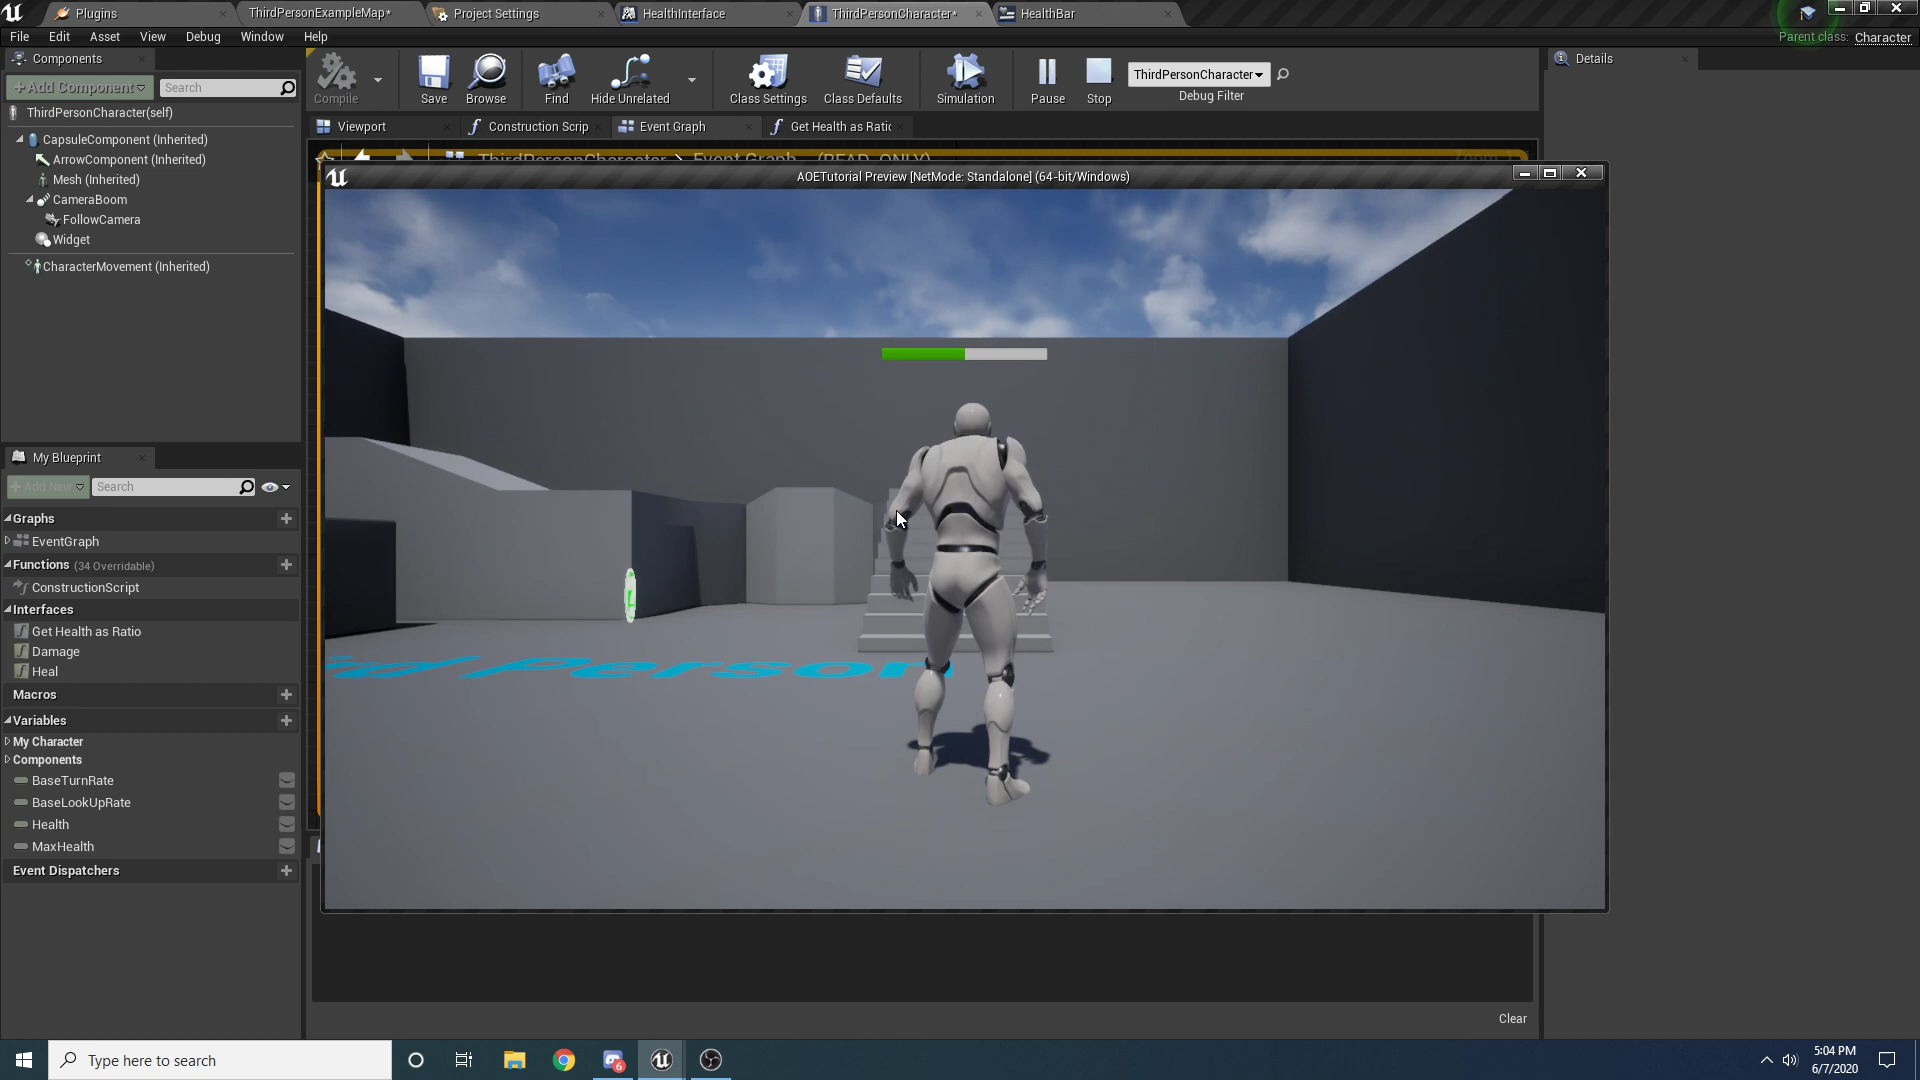 Plugins
ThirdPersonExampleMap*
Project Settings
HealthInterface
ThirdPersonCharacter*
HealthBar
File Edit Asset View Debug Window Help
Parent class: Character
Components
+Add Component
Search
ThirdPersonCharacter(self)
CapsuleComponent (Inherited)
ArrowComponent (Inherited)
Mesh (Inherited)
CameraBoom
FollowCamera
Widget
CharacterMovement (Inherited)
Compile
Save
Browse
Find
Hide Unrelated
Class Settings
Class Defaults
Simulation
Pause
Stop
ThirdPersonCharacter
Debug Filter
Details
Viewport
Construction Scrip
Event Graph
Get Health as Ratic
AOETutorial Preview [NetMode: Standalone] (64-bit/Windows)
Person
My Blueprint
+ Add New
Search
Graphs
EventGraph
Functions (34 Overridable)
ConstructionScript
Interfaces
Get Health as Ratio
Damage
Heal
Macros
Variables
My Character
Components
BaseTurnRate
BaseLookUpRate
Health
MaxHealth
Event Dispatchers
Clear
Type here to search
6
5:04 PM
6/7/2020